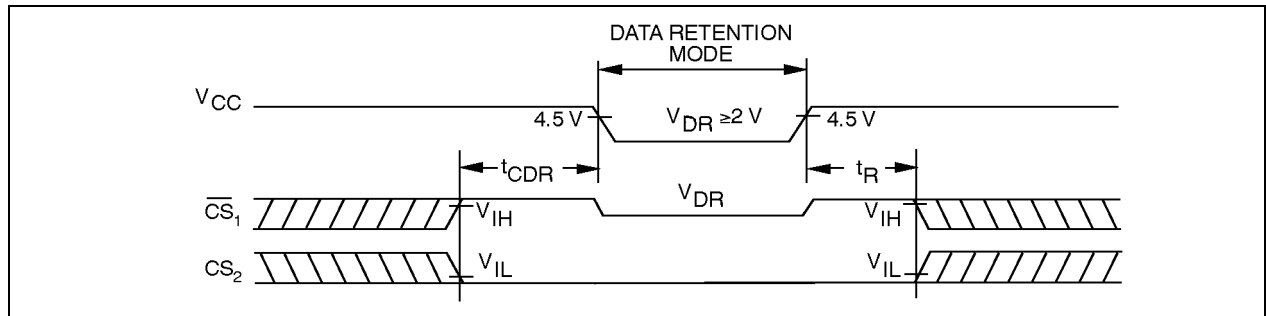 DATA RETENTION
MODE
VCC
4.5 V
VDR ≥2 V
4.5 V
tCDR
tR
CS1
VIH
VDR
VIH
CS2
VIL
VIL